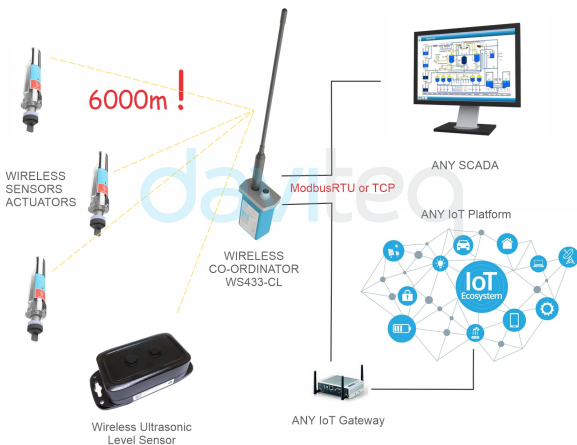 6000m !
WIRELESS
SENSORS
ACTUATORS
daviteq
WIRELESS
CO-ORDINATOR
WS433-CL
ModbusRTU or TCP
ANY SCADA
ANY IoT Platform
IoT
Ecosystem
ANY IoT Gateway
Wireless Ultrasonic
Level Sensor